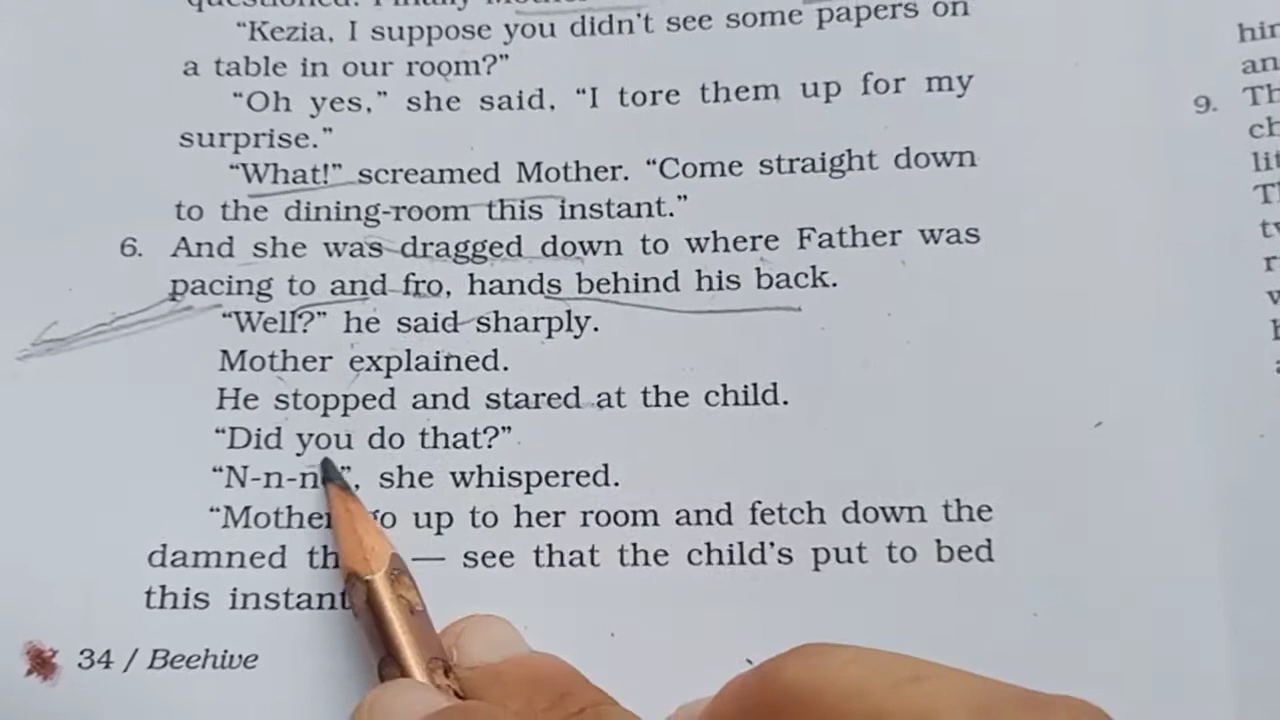 "Kezia, I suppose you didn't see some papers on
a table in our room?"
"Oh yes," she said, "I tore them up for my
surprise."
"What!" screamed Mother. "Come straight down
to the dining-room this instant."
6. And she was dragged down to where Father was
pacing to and fro, hands behind his back.
"Well?" he said sharply.
Mother explained.
He stopped and stared at the child.
"Did you do that?"
"N-n-n ", she whispered.
"Mother go up to her room and fetch down the
damned — see that the child's put to bed
this instant
34 / Beehive
9.